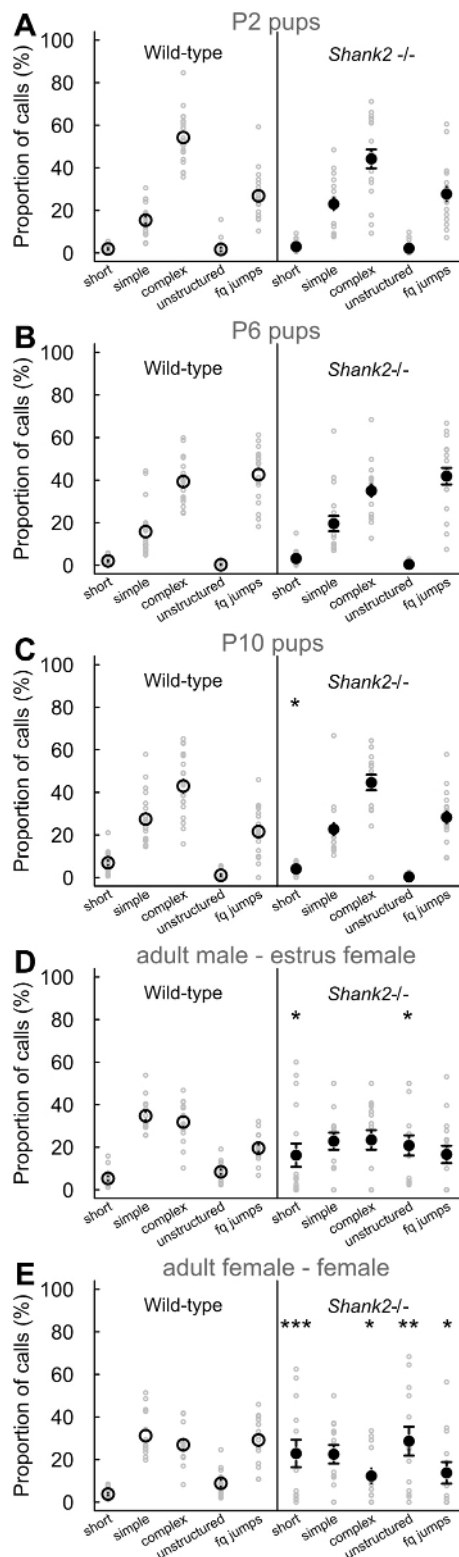 A P2 pups
Wild-type Shank2 -/-
Proportion of calls (%)
100
80
60
40
20
0
short simple complex unstructured fq jumps short simple complex unstructured fq jumps
B P6 pups
Wild-type Shank2-/-
Proportion of calls (%)
100
80
60
40
20
0
short simple complex unstructured fq jumps short simple complex unstructured fq jumps
C P10 pups
Wild-type Shank2-/-
Proportion of calls (%)
100
80
*
60
40
20
0
short simple complex unstructured fq jumps short simple complex unstructured fq jumps
D adult male - estrus female
Wild-type Shank2-/-
Proportion of calls (%)
100
80
* *
60
40
20
0
short simple complex unstructured fq jumps short simple complex unstructured fq jumps
E adult female - female
Wild-type Shank2-/-
Proportion of calls (%)
100
*** * ** *
80
60
40
20
0
short simple complex unstructured fq jumps short simple complex unstructured fq jumps